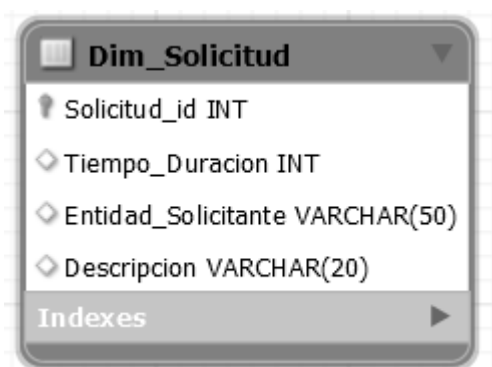 Dim_Solicitud
Solicitud_id INT
Tiempo_Duracion INT
Entidad_Solicitante VARCHAR(50)
Descripcion VARCHAR(20)
Indexes